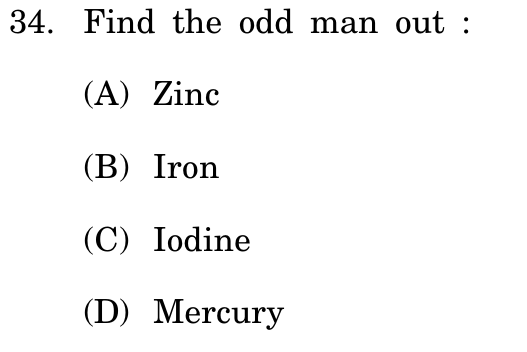 34. Find the odd man out :
(A) Zinc
(B) Iron
(C) Iodine
(D) Mercury